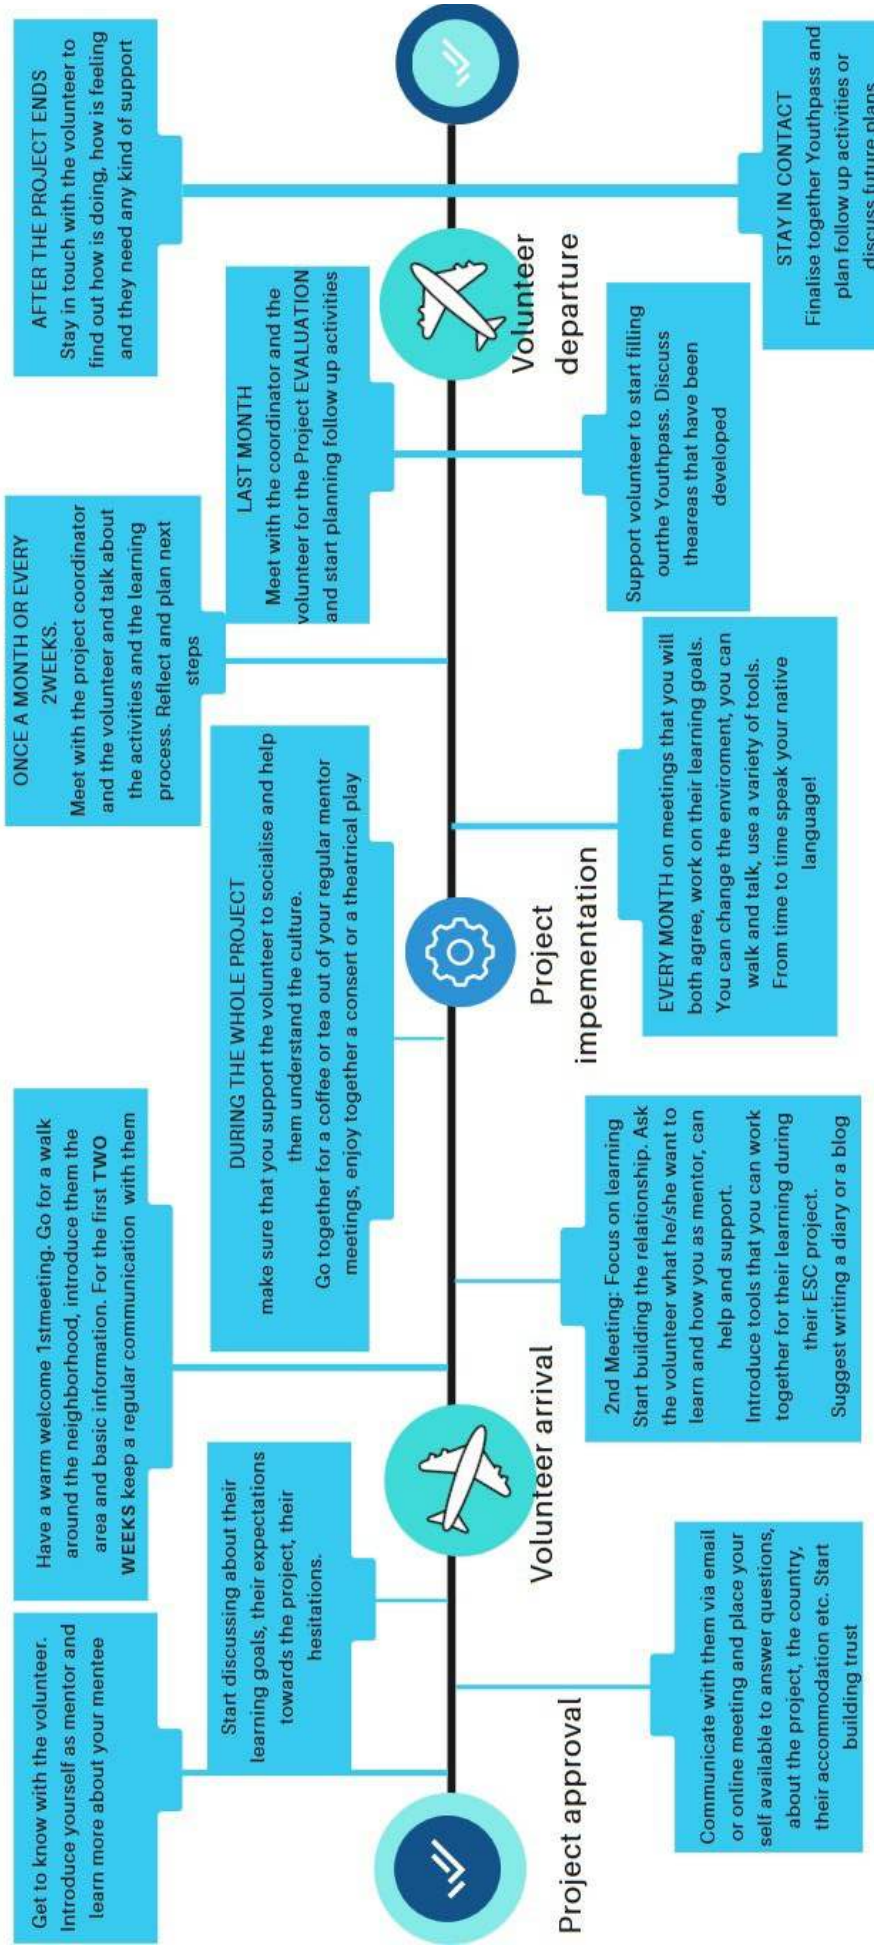 Get to know with the volunteer.
Introduce yourself as mentor and
learn more about your mentee
Start discussing about their
learning goals, their expectations
towards the project, their
hesitations.
Have a warm welcome 1stmeeting. Go for a walk
around the neighborhood, introduce them the
area and basic information. For the first TWO
WEEKS keep a regular communication with them
DURING THE WHOLE PROJECT
make sure that you support the volunteer to socialise and help
them understand the culture.
Go together for a coffee or tea out of your regular mentor
meetings, enjoy together a consert or a theatrical play
ONCE A MONTH OR EVERY
2WEEKS.
Meet with the project coordinator
and the volunteer and talk about
the activities and the learning
process. Reflect and plan next
steps
LAST MONTH
Meet with the coordinator and the
volunteer for the Project EVALUATION
and start planning follow up activities
AFTER THE PROJECT ENDS
Stay in touch with the volunteer to
find out how is doing, how is feeling
and they need any kind of support
Project approval
Volunteer arrival
Project
impementation
Volunteer
departure
Communicate with them via email
or online meeting and place your
self available to answer questions,
about the project, the country,
their accommodation etc. Start
building trust
2nd Meeting: Focus on learning
Start building the relationship. Ask
the volunteer what he/she want to
learn and how you as mentor, can
help and support.
Introduce tools that you can work
together for their learning during
their ESC project.
Suggest writing a diary or a blog
EVERY MONTH on meetings that you will
both agree, work on their learning goals.
You can change the enviroment, you can
walk and talk, use a variety of tools.
From time to time speak your native
language!
Support volunteer to start filling
ourthe Youthpass. Discuss
theareas that have been
developed
STAY IN CONTACT
Finalise together Youthpass and
plan follow up activities or
discuss future plans